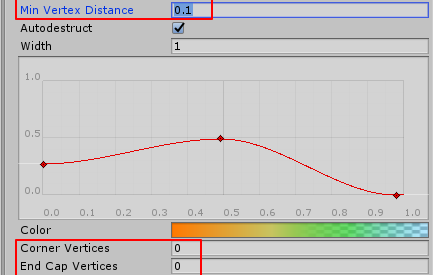 Min Vertex Distance 0.1
Autodestruct
Width 1
1.0
0.5
0.0
0.0 0.1 0.2 0.3 0.4 0.5 0.6 0.7 0.8 0.9 1.0
Color
Corner Vertices 0
End Cap Vertices 0